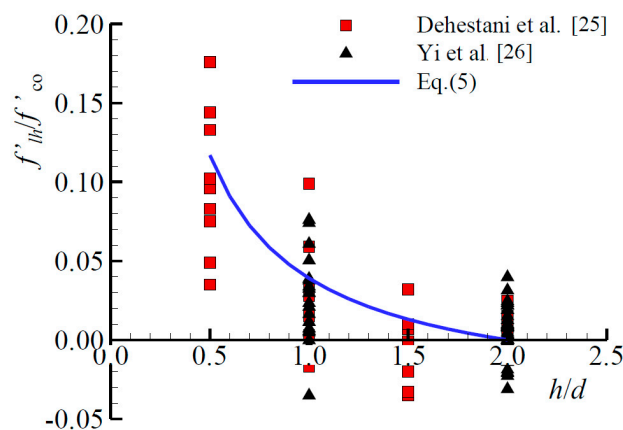 0.20
0.15
0.10
0.05
0.00
-0.05
f'lh/f'co
Dehestani et al. [25]
Yi et al. [26]
Eq.(5)
0.0 0.5 1.0 1.5 2.0 2.5
h/d